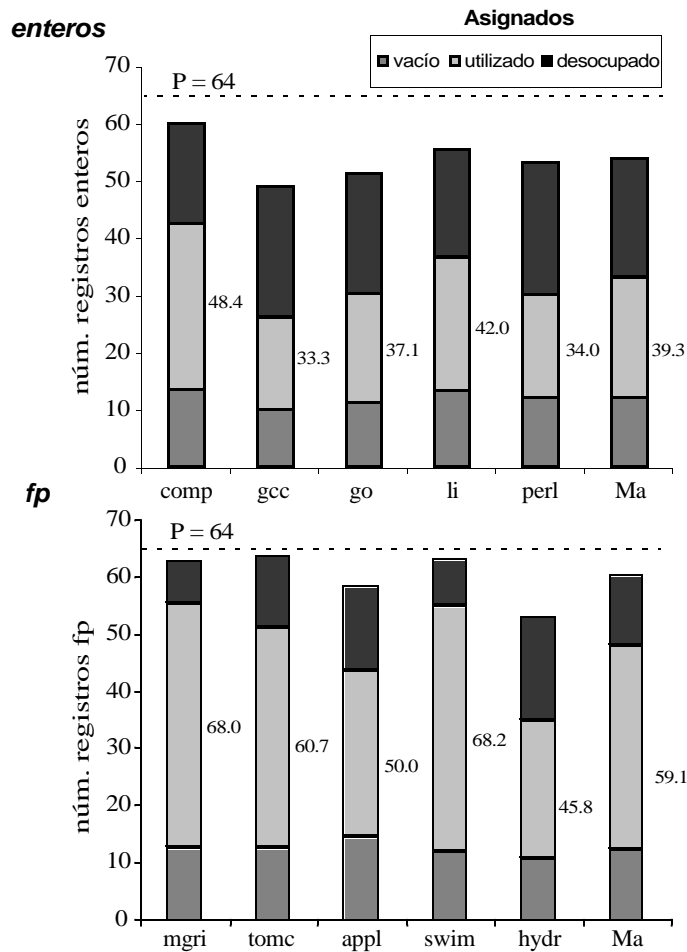 enteros
Asignados
vacío utilizado desocupado
núm. registros enteros
70
60
50
40
30
20
10
0
P = 64
48.4
33.3
37.1
42.0
34.0
39.3
comp gcc go li perl Ma
fp
núm. registros fp
70
60
50
40
30
20
10
0
P = 64
68.0
60.7
50.0
68.2
45.8
59.1
mgri tomc appl swim hydr Ma